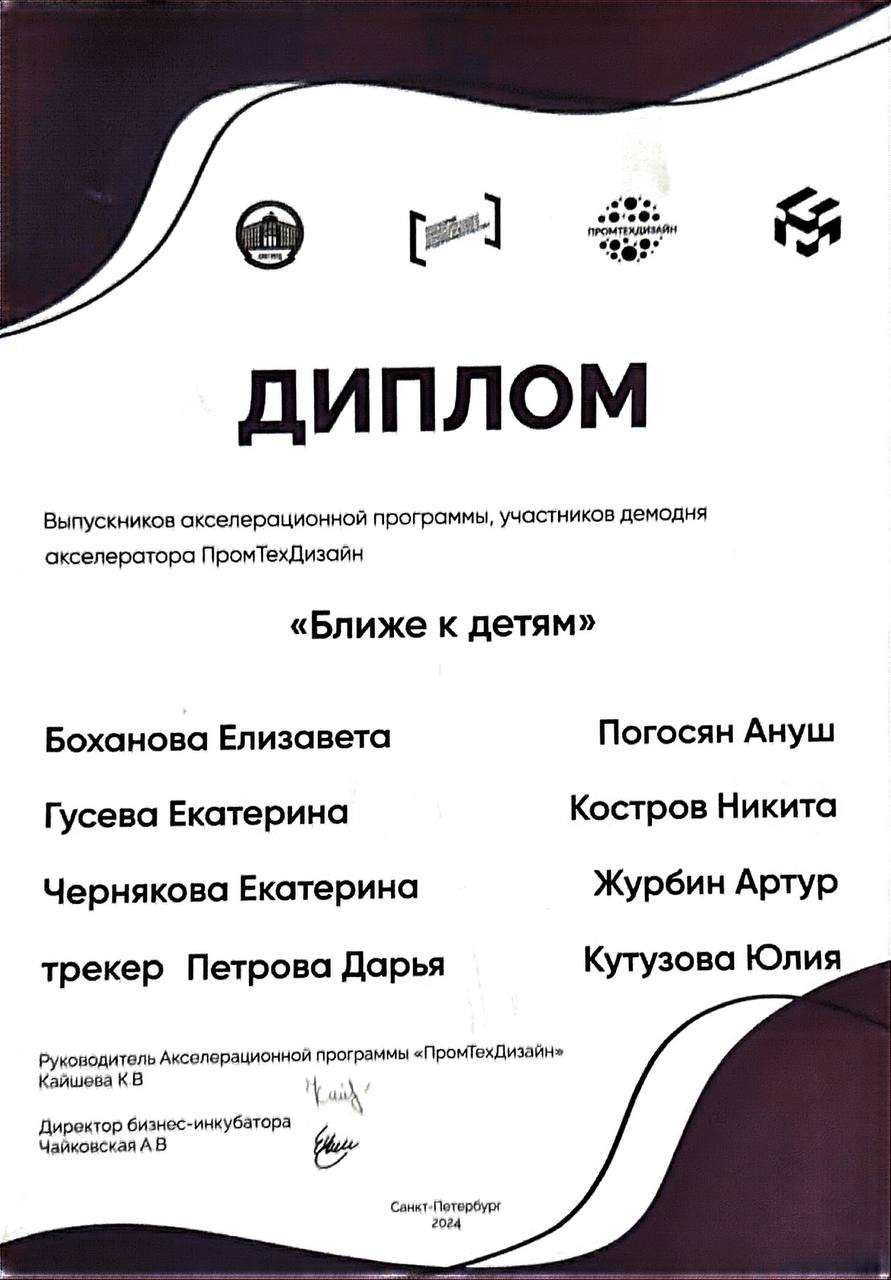 ПРОМТЕХДИЗАЙН
ДИПЛОМ
Выпускников акселерационной программы, участников демодня
акселератора ПромТехДизайн
«Ближе к детям»
Боханова Елизавета
Погосян Ануш
Гусева Екатерина
Костров Никита
Чернякова Екатерина
Журбин Артур
трекер Петрова Дарья
Кутузова Юлия
Руководитель Акселерационной программы «ПромТехДизайн»
Кайшева К В
Директор бизнес-инкубатора
Чайковская А В
Санкт-Петербург
2024